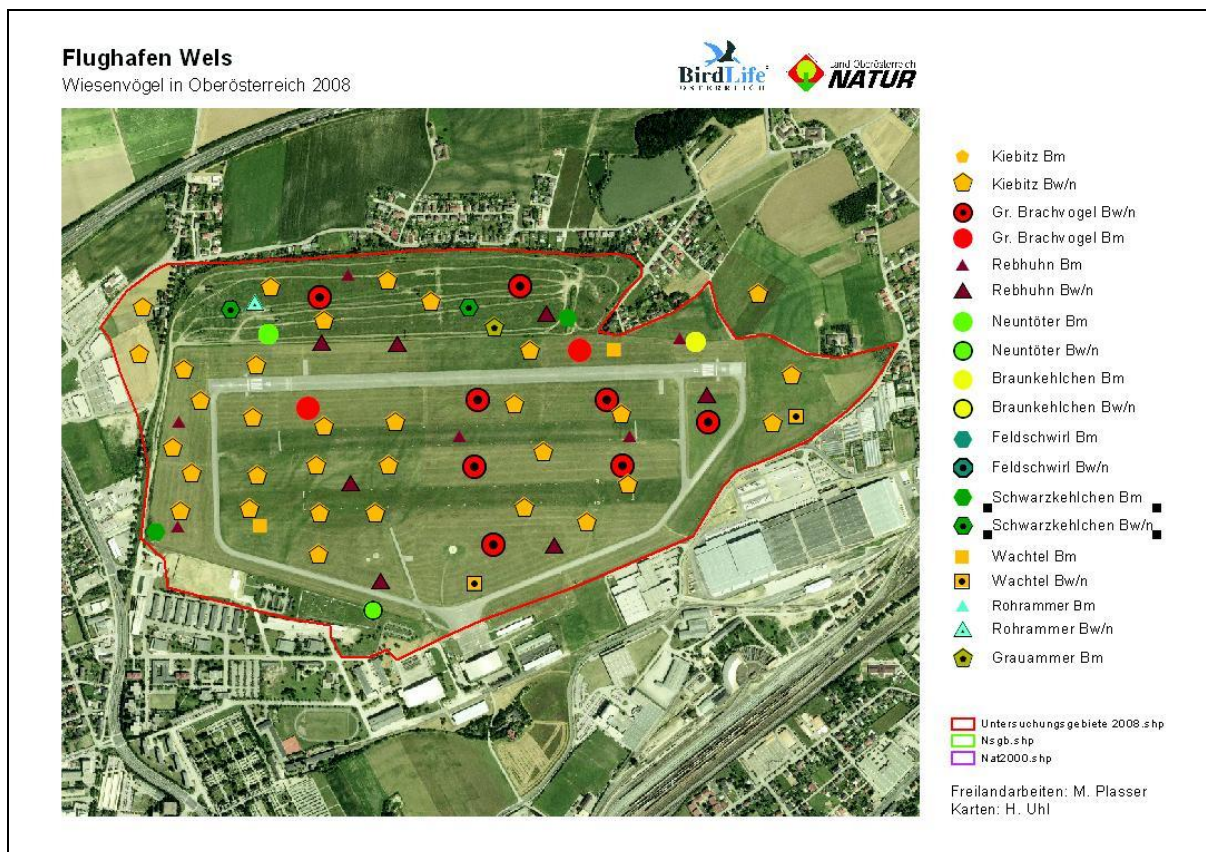 Flughafen Wels
Wiesenvögel in Oberösterreich 2008
BirdLife
ÖSTERREICH
Land Oberösterreich
NATUR
Kiebitz Bm
Kiebitz Bw/n
Gr. Brachvogel Bw/n
Gr. Brachvogel Bm
Rebhuhn Bm
Rebhuhn Bw/n
Neuntöter Bm
Neuntöter Bw/n
Braunkehlchen Bm
Braunkehlchen Bw/n
Feldschwirl Bm
Feldschwirl Bw/n
Schwarzkehlchen Bm
Schwarzkehlchen Bw/n
Wachtel Bm
Wachtel Bw/n
Rohrammer Bm
Rohrammer Bw/n
Grauammer Bm
Untersuchungsgebiete 2008.shp
Nsgb.shp
Nat2000.shp
Freilandarbeiten: M. Plasser
Karten: H. Uhl